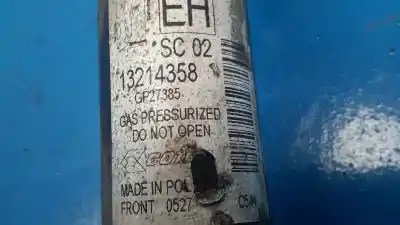 EH
SC 02
13214358
GP27385
GAS PRESSURIZED
DO NOT OPEN
MADE IN POL
FRONT 0527